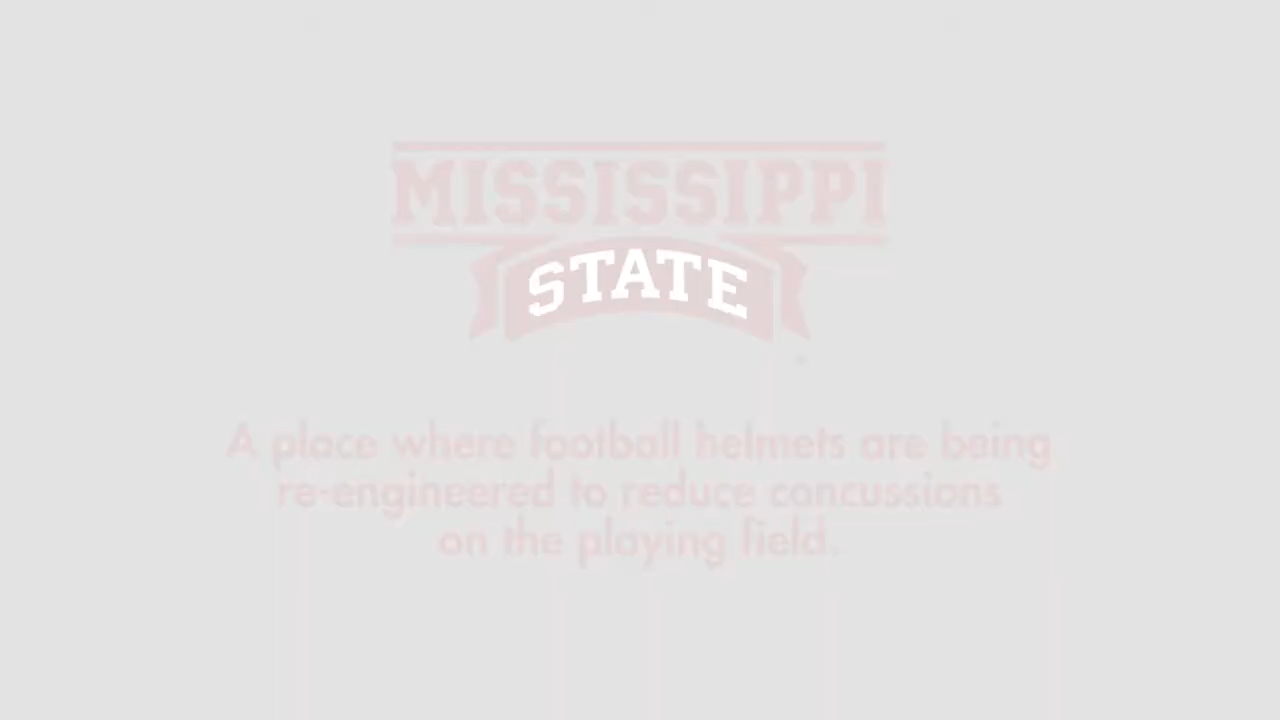 MISSISSIPPI
STATE
A place where football helmets are being
re-engineered to reduce concussions
on the playing field.